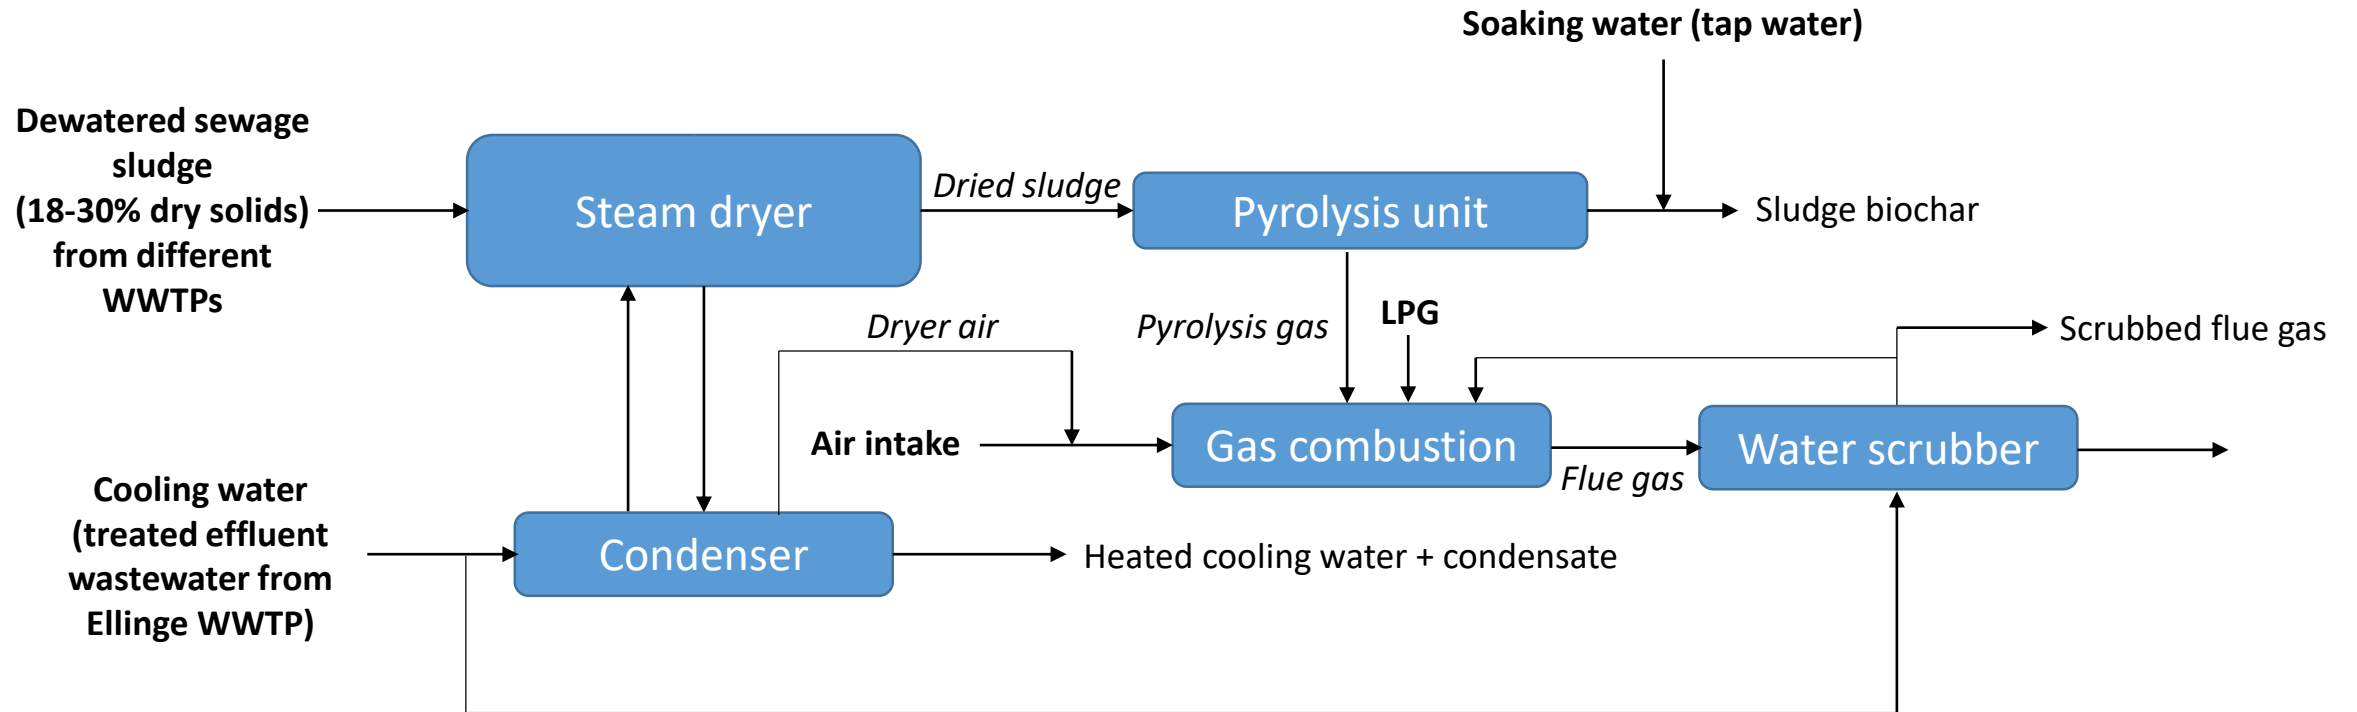 Soaking water (tap water)
Dewatered sewage
sludge
(18-30% dry solids)
from different
WWTPs
Steam dryer
Dried sludge
Pyrolysis unit
Sludge biochar
Dryer air
Pyrolysis gas
LPG
Scrubbed flue gas
Air intake
Gas combustion
Flue gas
Water scrubber
Cooling water
(treated effluent
wastewater from
Ellinge WWTP)
Condenser
Heated cooling water + condensate